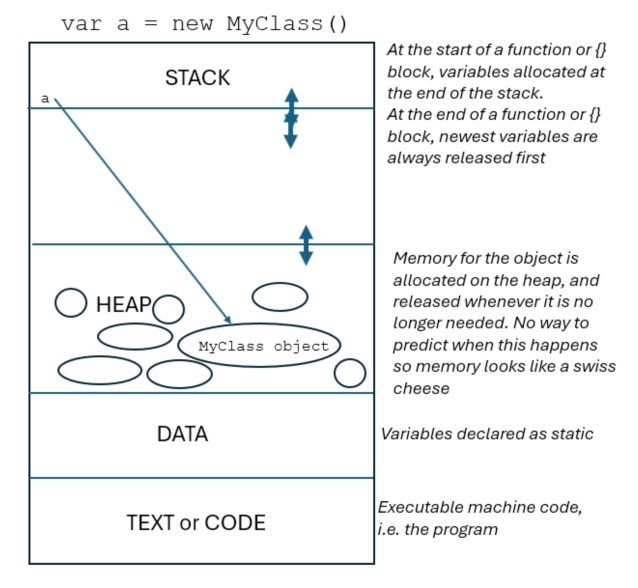 var a = new MyClass()
STACK
a
At the start of a function or {}
block, variables allocated at
the end of the stack.
At the end of a function or {}
block, newest variables are
always released first
HEAP
MyClass object
Memory for the object is
allocated on the heap, and
released whenever it is no
longer needed. No way to
predict when this happens
so memory looks like a swiss
cheese
DATA
Variables declared as static
TEXT or CODE
Executable machine code,
i.e. the program